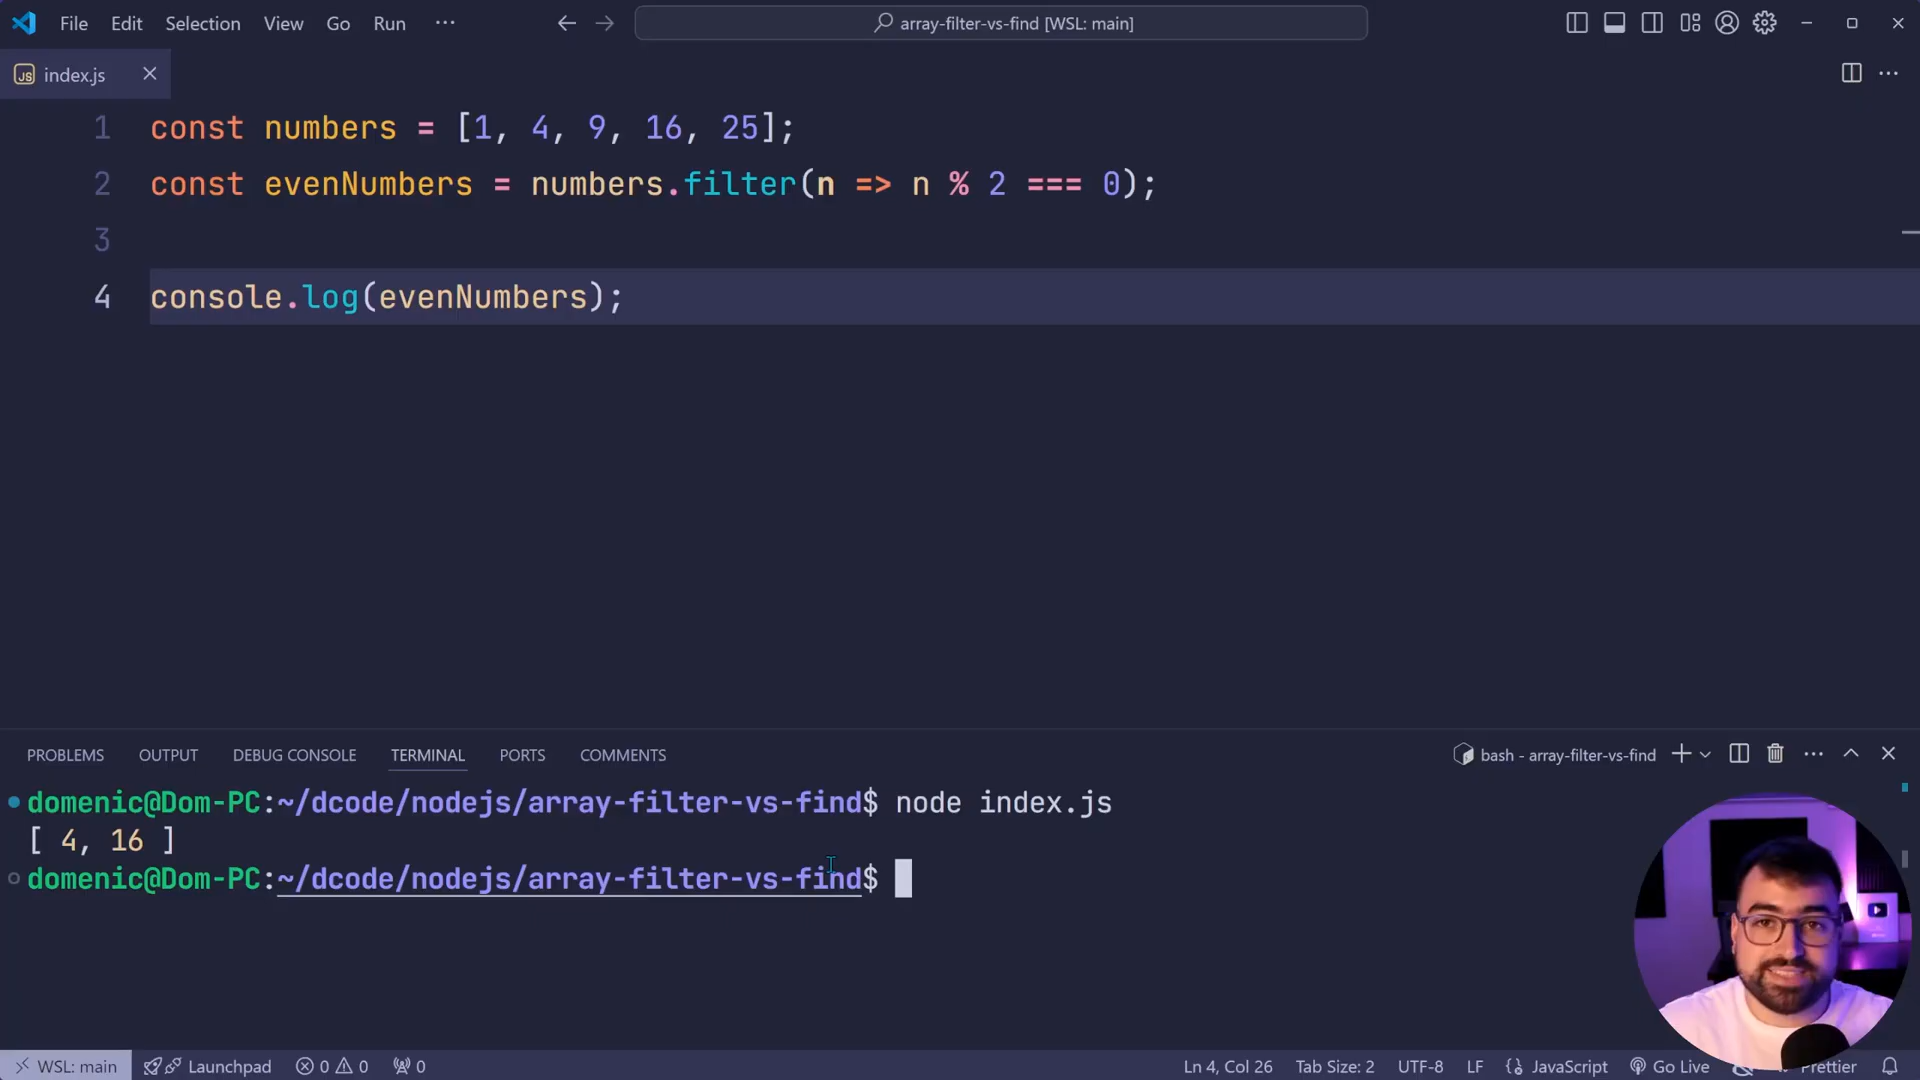 File Edit Selection View Go Run ··· array-filter-vs-find [WSL: main]
JS index.js
1 const numbers = [1, 4, 9, 16, 25];
2 const evenNumbers = numbers.filter(n => n % 2 === 0);
3
4 console.log(evenNumbers);
PROBLEMS OUTPUT DEBUG CONSOLE TERMINAL PORTS COMMENTS bash - array-filter-vs-find
domenic@Dom-PC:~/dcode/nodejs/array-filter-vs-find$ node index.js
[ 4, 16 ]
domenic@Dom-PC:~/dcode/nodejs/array-filter-vs-find$
WSL: main Launchpad 0 0 0 Ln 4, Col 26 Tab Size: 2 UTF-8 LF {} JavaScript Go Live Prettier